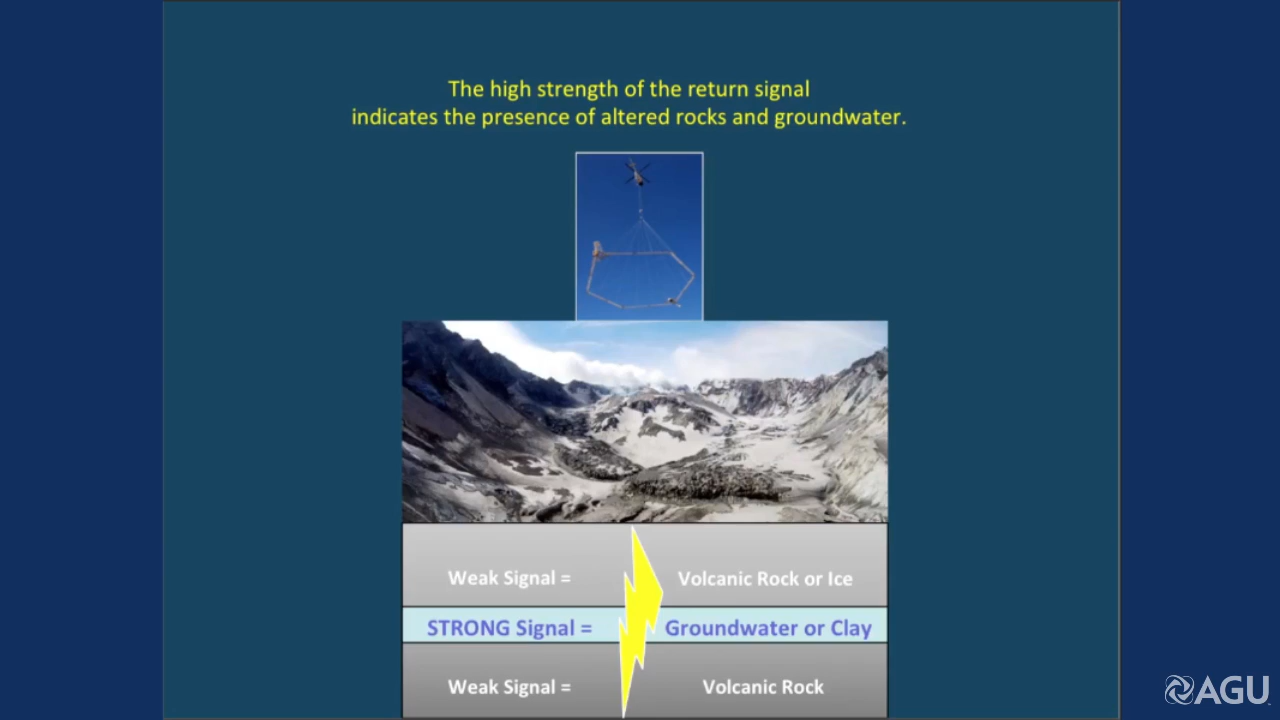 The high strength of the return signal
indicates the presence of altered rocks and groundwater.
Weak Signal = Volcanic Rock or Ice
STRONG Signal = Groundwater or Clay
Weak Signal = Volcanic Rock
AGU